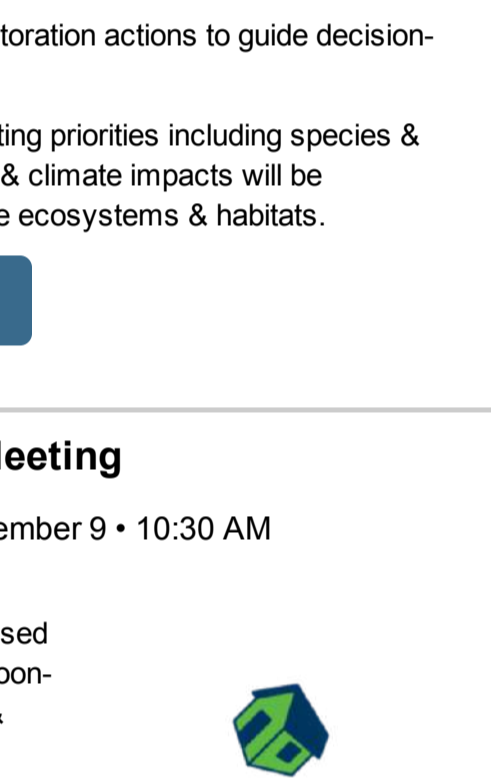 toration actions to guide decision-
ting priorities including species &
& climate impacts will be
e ecosystems & habitats.
eeting
ember 9 • 10:30 AM
sed
oon-